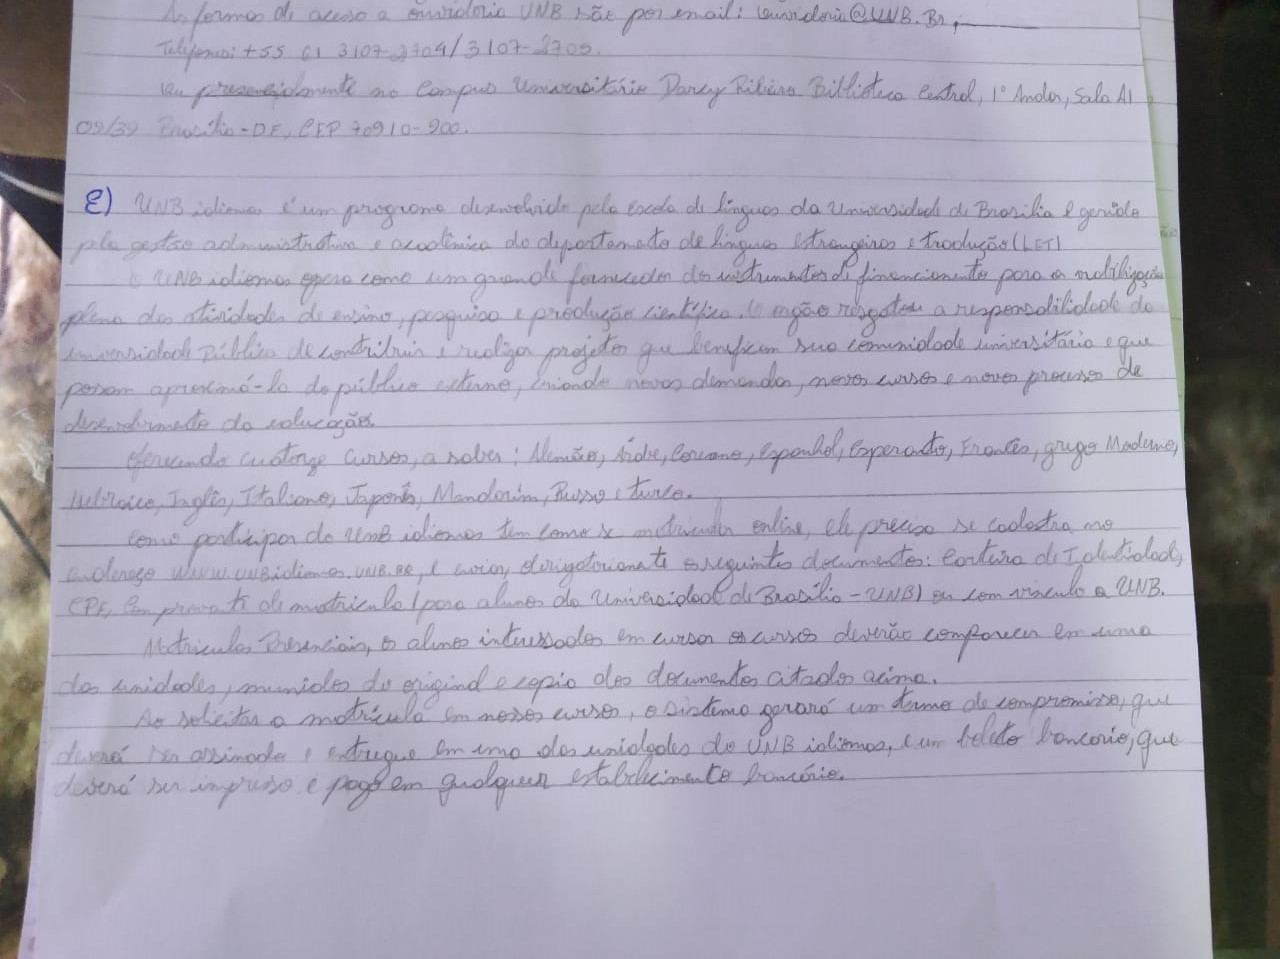 As formas de acesso a ouvidoria UNB são por email: ouvidoria@UNB.Br,
Telefones: +55 61 3107-2704/3107-2705.
ou presencialmente no Campus Universitário Darcy Ribeiro Biblioteca Central, 1º Andar, Sala A1
09/39 Brasília-DF, CEP 70910-900.
E) UNB idiomas é um programa desenvolvido pela Escola de línguas da Universidade de Brasilia e gerido
pla gestão administrativa e acadêmica do departamento de línguas estrangeiras e tradução (LET)
O UNB idiomas opera como um grande fornecedor dos instrumentos de financiamento para a mobilização
plena das atividades de ensino, pesquisa e produção científica. O orgão resgatou a responsabilidade da
universidade Pública de contribuir e realizar projetos que beneficem sua comunidade universitária e que
possam aproximá-la do público externo, criando novas demandas, novos cursos e novos processos de
desenvolvimento da educação.
oferecendo quatorze cursos, a saber: Alemão, Árabe, Coreano, Espanhol, Esperanto, Francês, grego Moderno,
Hebraico, Inglês, Italiano, Japonês, Mandarim, Russo e turco.
Como participar do UNB idiomas tem como se matricular online, ele precisa se cadastra no
endereço www.UNBidiomas.UNB.BR, e enviar obrigatoriamente os seguintes documentos: Carteira de Identidade,
CPF, Comprovante de matricula (para alunos da Universidade de Brasília-UNB) ou com vinculo a UNB.
Matriculas Presenciais, os alunos interessados em cursar os cursos deverão comparecer em uma
das unidades, munidos do original e copia dos documentos citados acima.
Ao solicitar a matrícula em nossos cursos, o sistema gerará um termo de compromisso, que
deverá ser assinado e entregue em uma das unidades do UNB idiomas, e um boleto bancario, que
deverá ser impresso e pago em qualquer estabelecimento bancário.